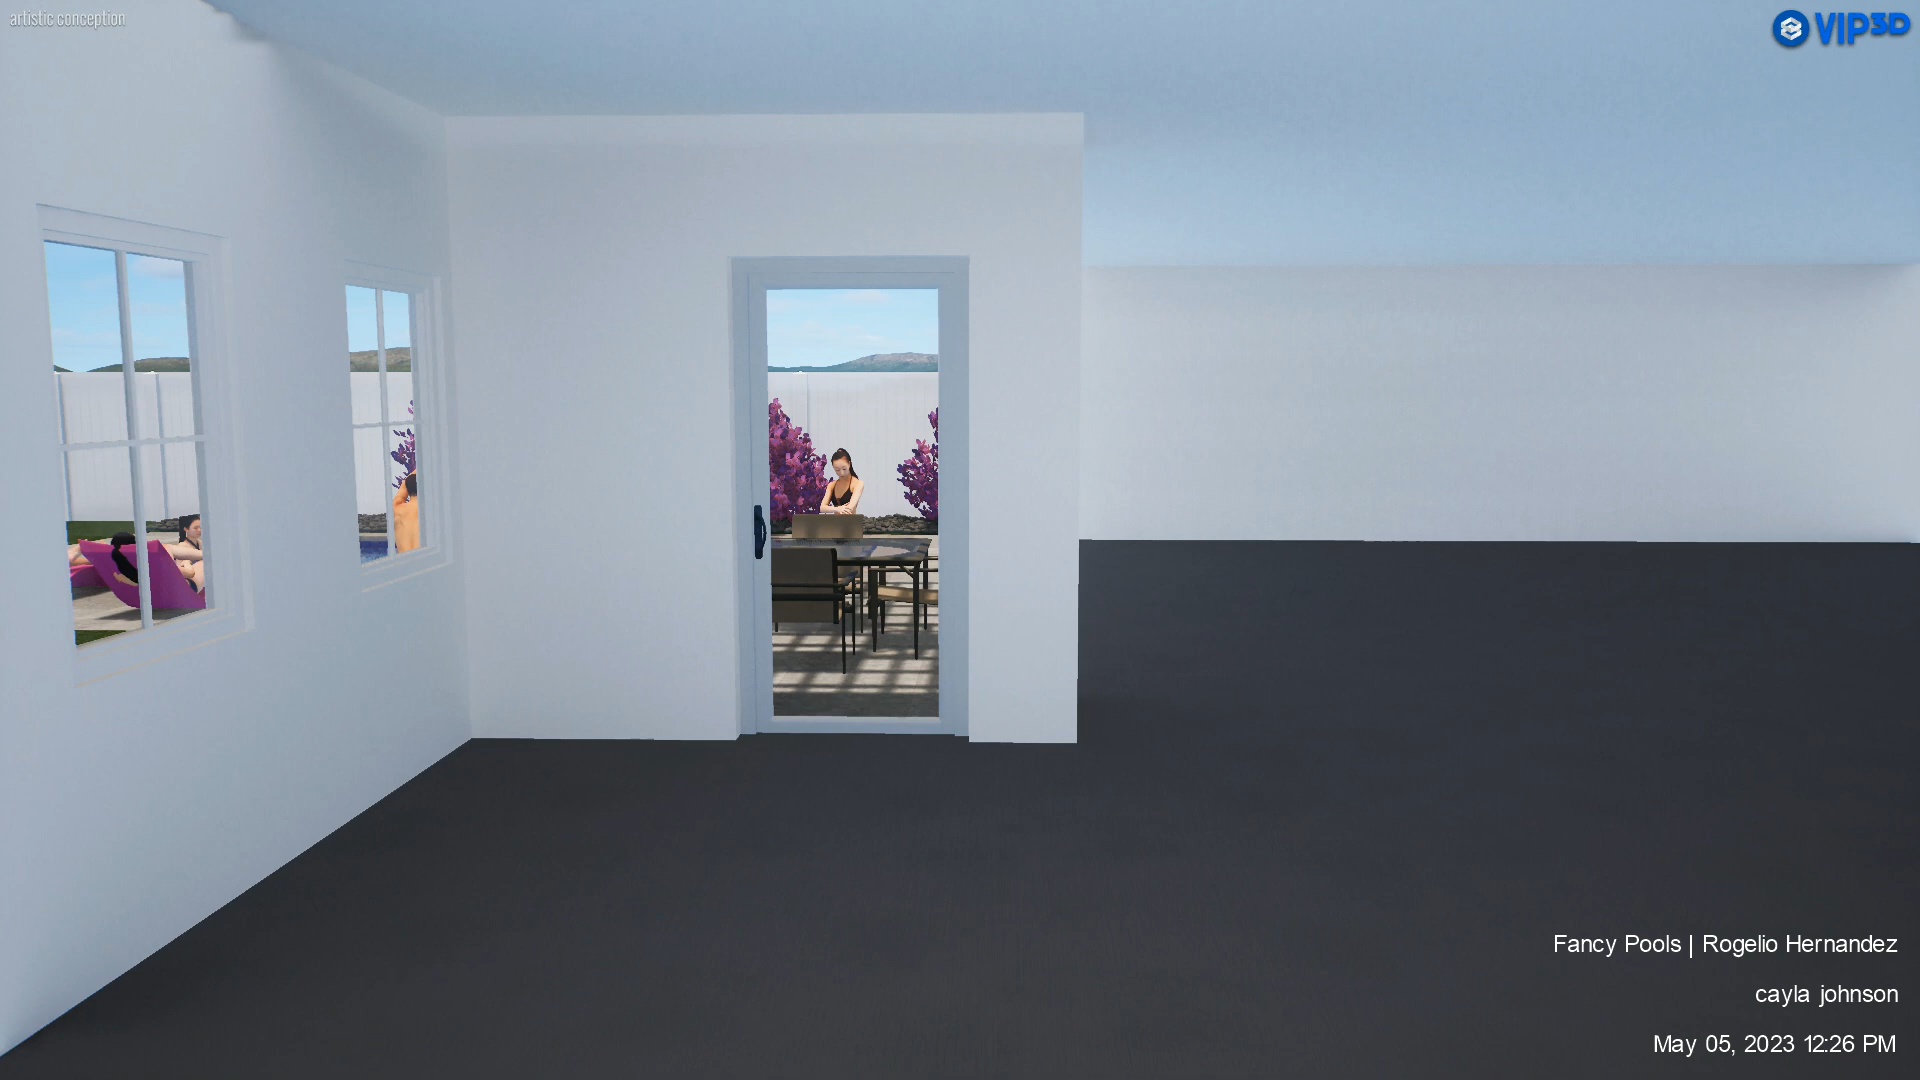 artistic conception
VIP3D
Fancy Pools | Rogelio Hernandez
cayla johnson
May 05, 2023 12:26 PM